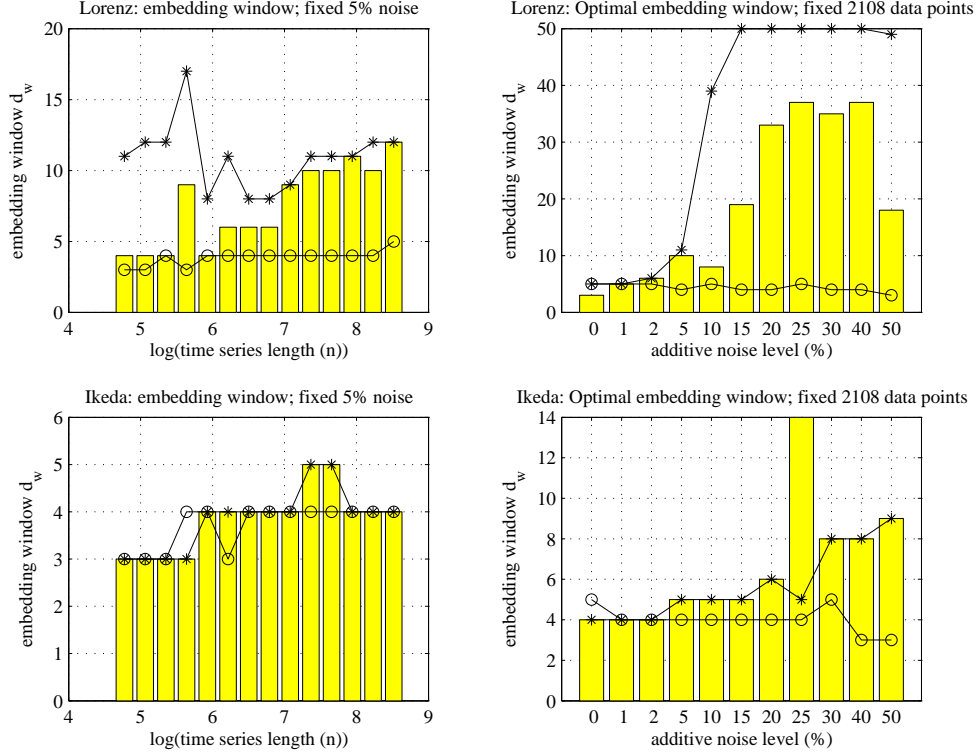 Lorenz: embedding window; fixed 5% noise
20
15
10
5
0
embedding window d_w
4 5 6 7 8 9
log(time series length (n))
Lorenz: Optimal embedding window; fixed 2108 data points
50
40
30
20
10
0
embedding window d_w
0 1 2 5 10 15 20 25 30 40 50
additive noise level (%)
Ikeda: embedding window; fixed 5% noise
6
5
4
3
2
1
0
embedding window d_w
4 5 6 7 8 9
log(time series length (n))
Ikeda: Optimal embedding window; fixed 2108 data points
14
12
10
8
6
4
2
0
embedding window d_w
0 1 2 5 10 15 20 25 30 40 50
additive noise level (%)